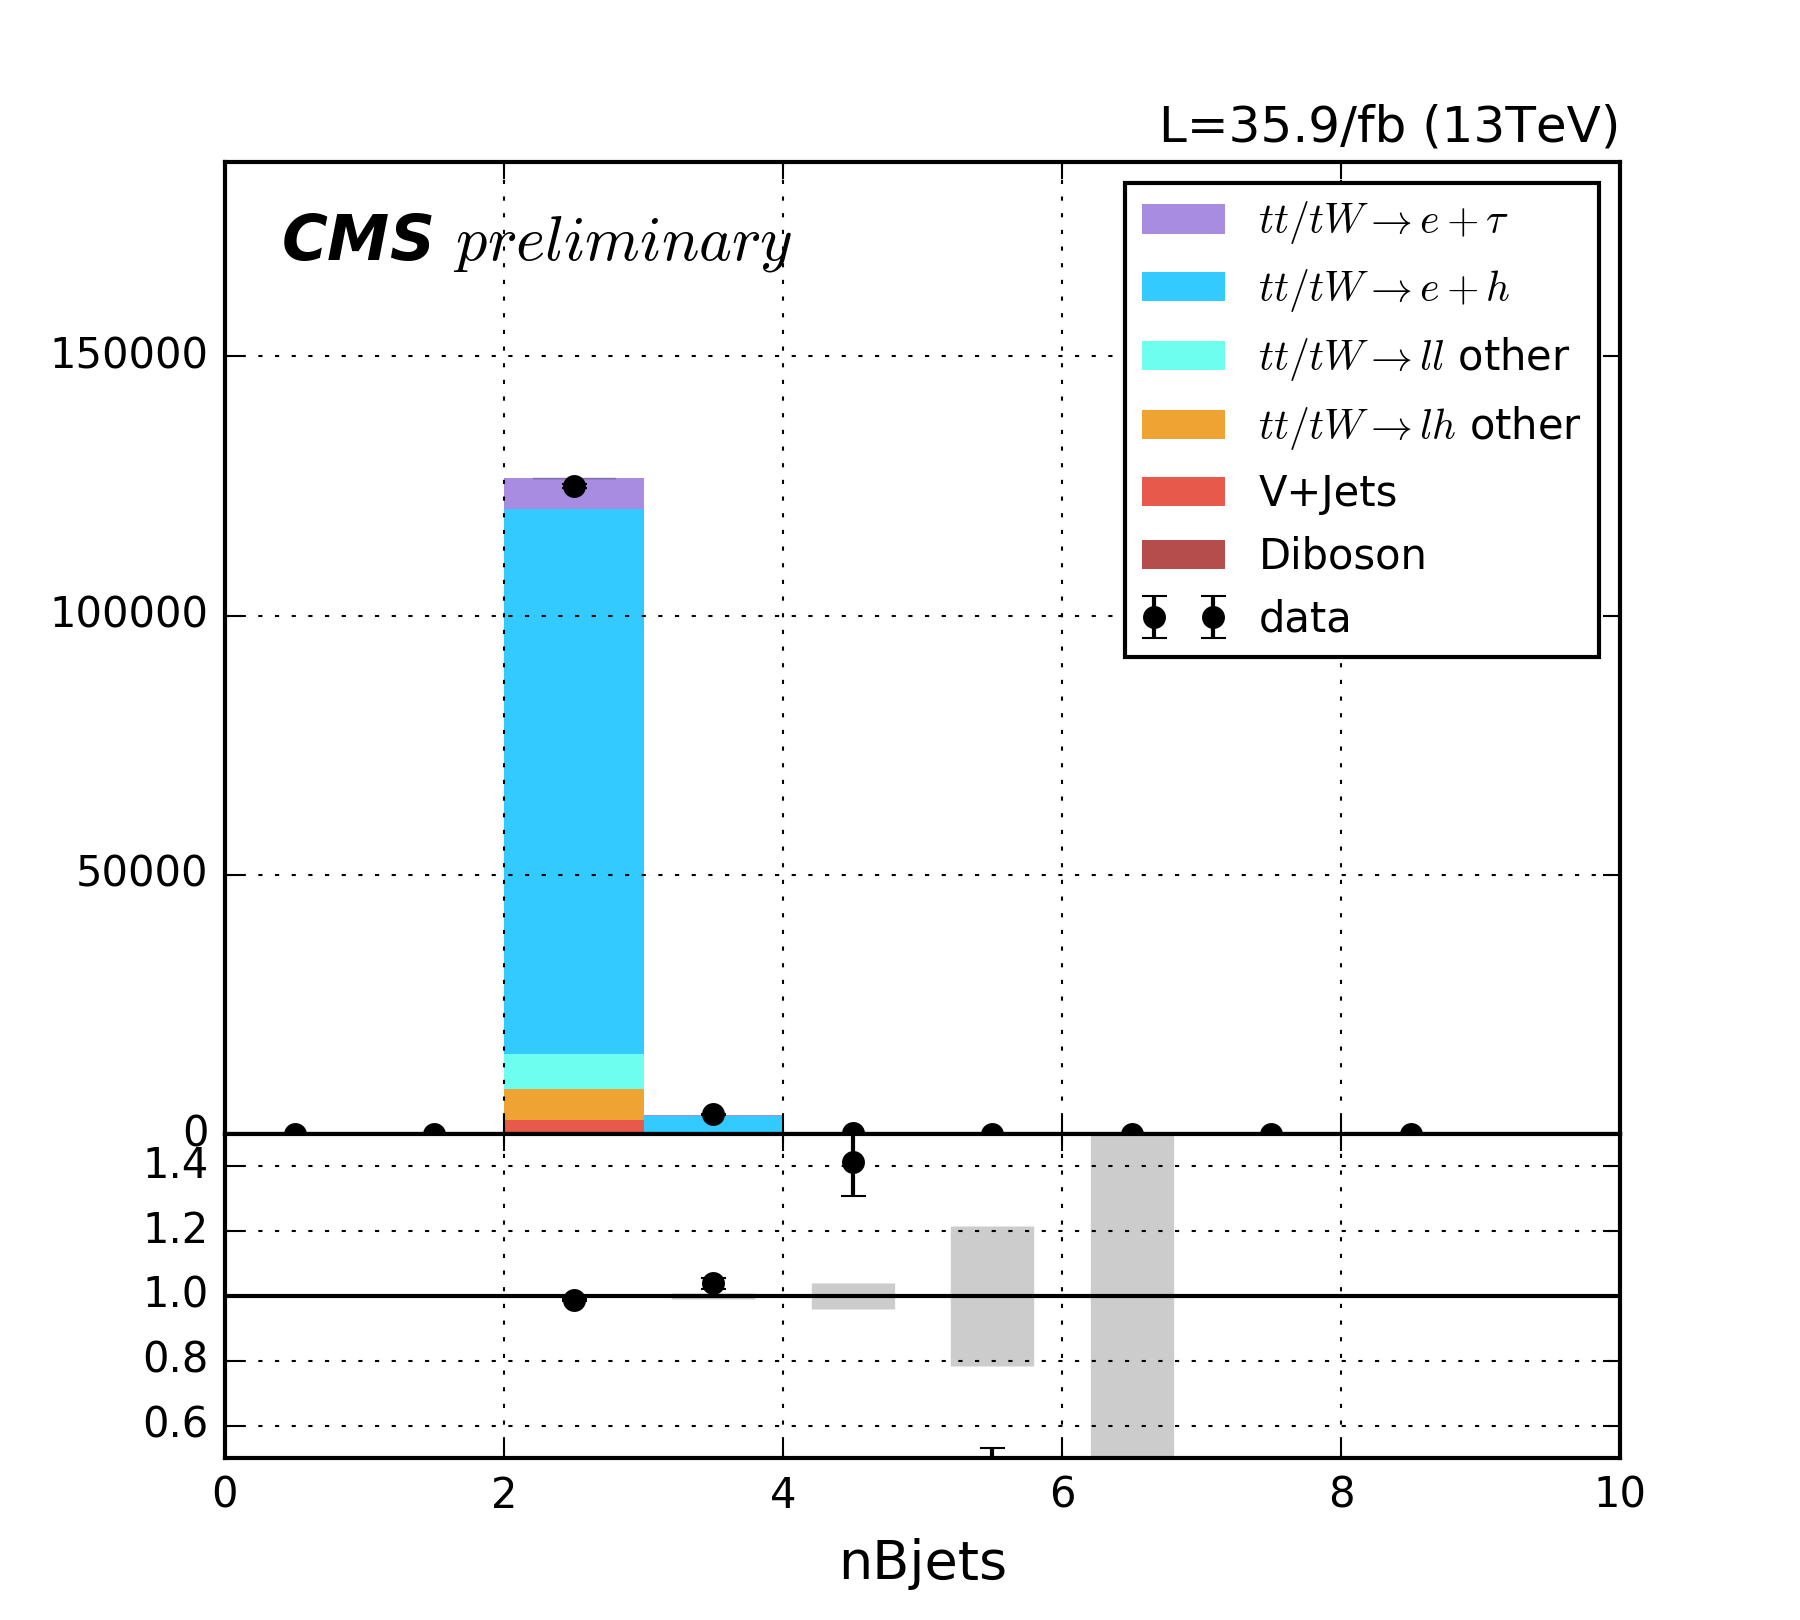 L=35.9/fb (13TeV)
CMS preliminary
tt/tW→e+τ
tt/tW→e+h
tt/tW→ll other
tt/tW→lh other
V+Jets
Diboson
data
150000
100000
50000
0
1.4
1.2
1.0
0.8
0.6
0 2 4 6 8 10
nBjets